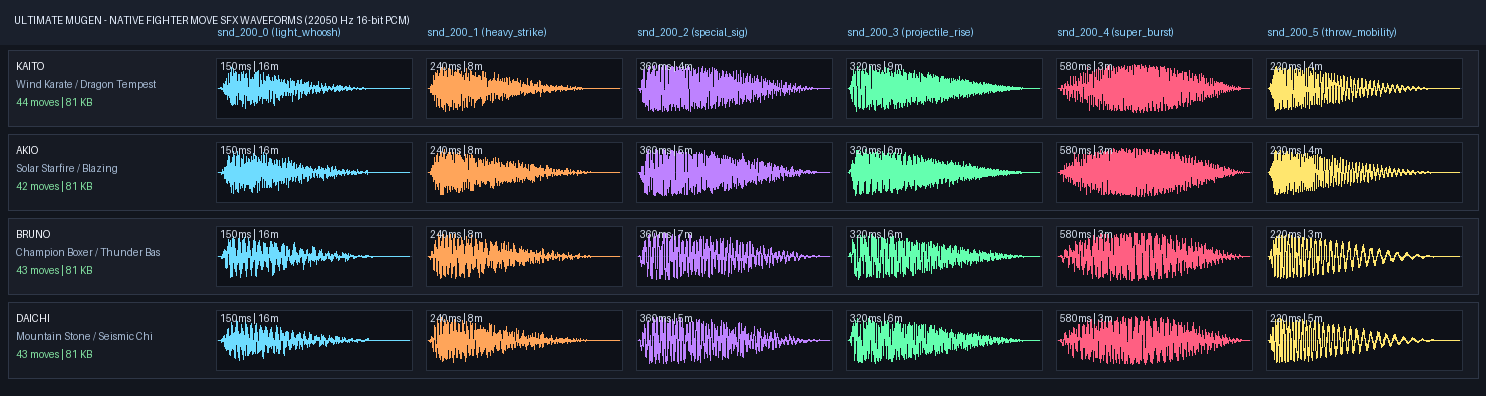 ULTIMATE MUGEN - NATIVE FIGHTER MOVE SFX WAVEFORMS (22050 Hz 16-bit PCM)
snd_200_0 (light_whoosh) snd_200_1 (heavy_strike) snd_200_2 (special_sig) snd_200_3 (projectile_rise) snd_200_4 (super_burst) snd_200_5 (throw_mobility)
KAITO
150ms|16m 240ms|8m 360ms|4m 320ms|9m 580ms|3m 220ms|4m
Wind Karate / Dragon Tempest
44 moves|81 KB
AKIO
150ms|16m 240ms|8m 360ms|5m 320ms|6m 580ms|3m 220ms|4m
Solar Starfire / Blazing
42 moves|81 KB
BRUNO
150ms|16m 240ms|8m 360ms|7m 320ms|6m 580ms|3m 220ms|3m
Champion Boxer / Thunder Bas
43 moves|81 KB
DAICHI
150ms|16m 240ms|8m 360ms|5m 320ms|6m 580ms|3m 220ms|5m
Mountain Stone / Seismic Chi
43 moves|81 KB